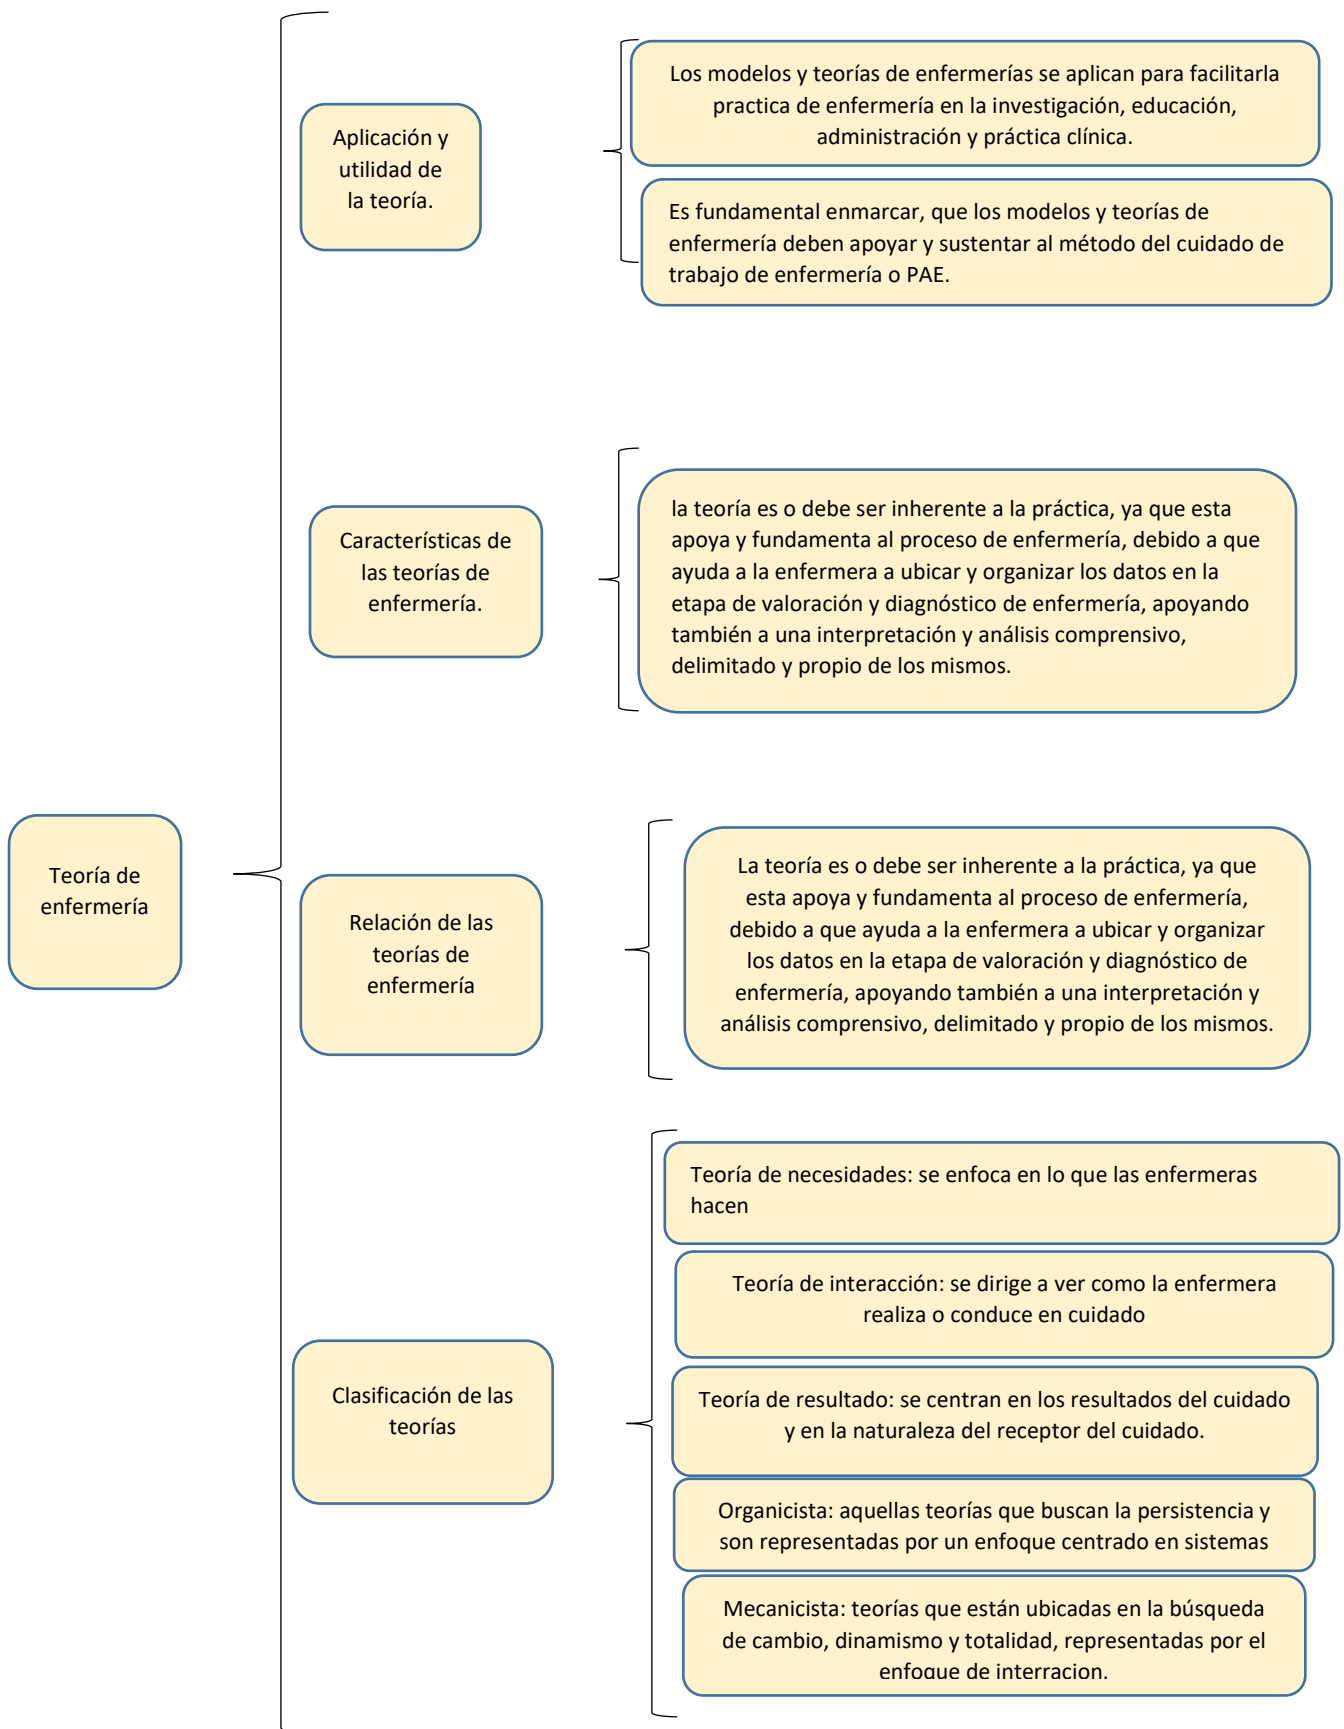 Teoría de
enfermería
Aplicación y
utilidad de
la teoría.
Los modelos y teorías de enfermerías se aplican para facilitarla
practica de enfermería en la investigación, educación,
administración y práctica clínica.
Es fundamental enmarcar, que los modelos y teorías de
enfermería deben apoyar y sustentar al método del cuidado de
trabajo de enfermería o PAE.
Características de
las teorías de
enfermería.
la teoría es o debe ser inherente a la práctica, ya que esta
apoya y fundamenta al proceso de enfermería, debido a que
ayuda a la enfermera a ubicar y organizar los datos en la
etapa de valoración y diagnóstico de enfermería, apoyando
también a una interpretación y análisis comprensivo,
delimitado y propio de los mismos.
Relación de las
teorías de
enfermería
La teoría es o debe ser inherente a la práctica, ya que
esta apoya y fundamenta al proceso de enfermería,
debido a que ayuda a la enfermera a ubicar y organizar
los datos en la etapa de valoración y diagnóstico de
enfermería, apoyando también a una interpretación y
análisis comprensivo, delimitado y propio de los mismos.
Clasificación de las
teorías
Teoría de necesidades: se enfoca en lo que las enfermeras
hacen
Teoría de interacción: se dirige a ver como la enfermera
realiza o conduce en cuidado
Teoría de resultado: se centran en los resultados del cuidado
y en la naturaleza del receptor del cuidado.
Organicista: aquellas teorías que buscan la persistencia y
son representadas por un enfoque centrado en sistemas
Mecanicista: teorías que están ubicadas en la búsqueda
de cambio, dinamismo y totalidad, representadas por el
enfoque de interracion.